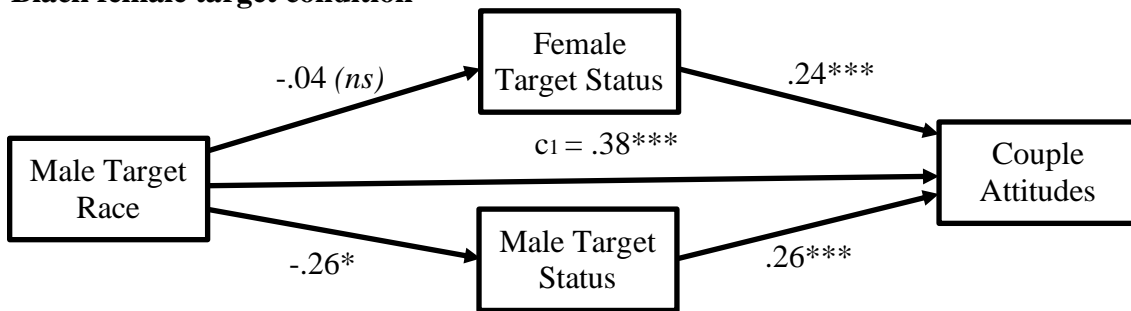 Black female target condition
Female
Target Status
-.04 (ns)
.24***
c1 = .38***
Male Target
Race
Couple
Attitudes
Male Target
Status
-.26*
.26***